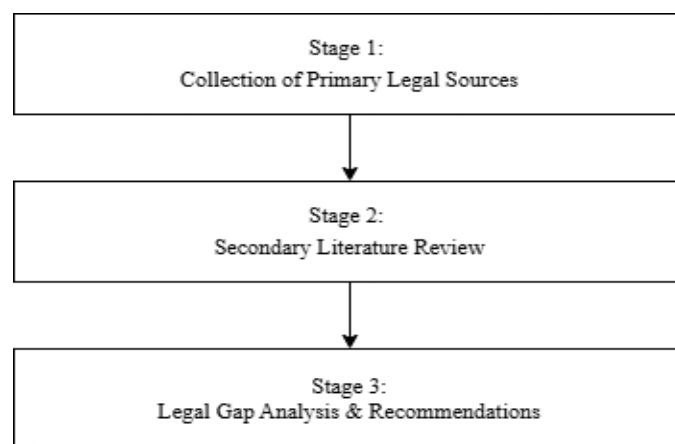 Stage 1:
Collection of Primary Legal Sources
Stage 2:
Secondary Literature Review
Stage 3:
Legal Gap Analysis & Recommendations